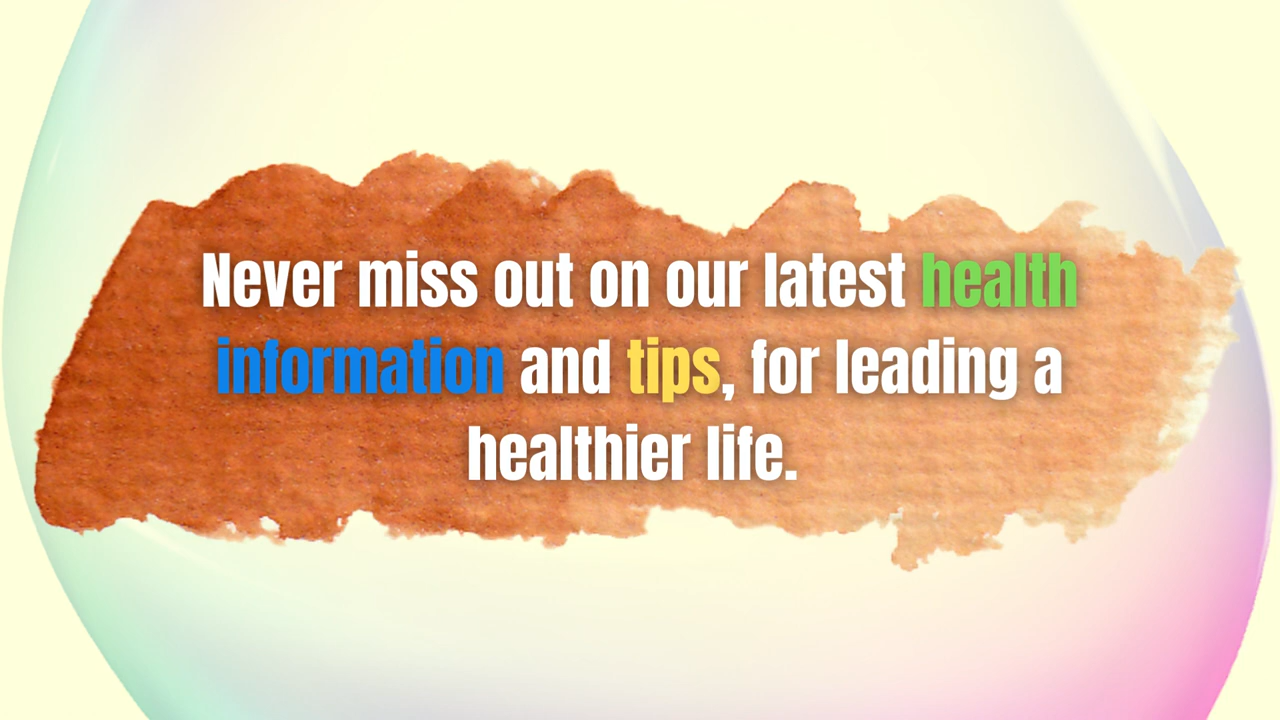 Never miss out on our latest health
information and tips, for leading a
healthier life.